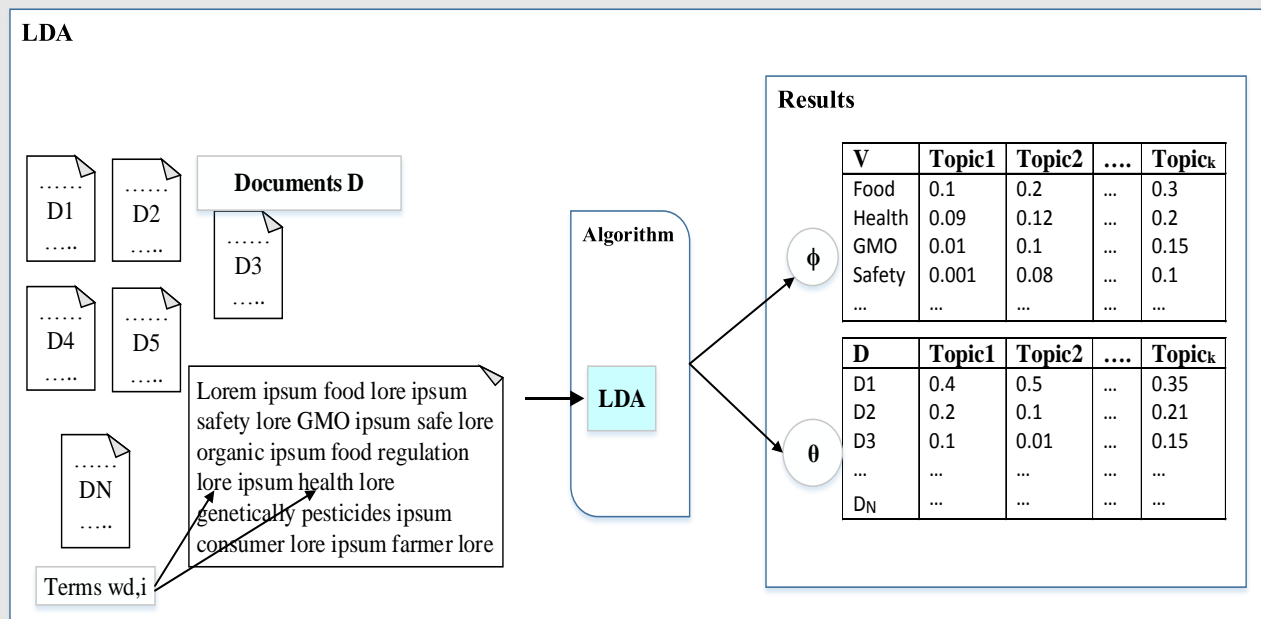 LDA
……
D1
…..
……
D2
…..
Documents D
……
D3
…..
……
D4
…..
……
D5
…..
……
DN
…..
Lorem ipsum food lore ipsum
safety lore GMO ipsum safe lore
organic ipsum food regulation
lore ipsum health lore
genetically pesticides ipsum
consumer lore ipsum farmer lore
Terms wd,i
Algorithm
LDA
ϕ
θ
Results
V Topic1 Topic2 …. Topick
Food 0.1 0.2 ... 0.3
Health 0.09 0.12 ... 0.2
GMO 0.01 0.1 ... 0.15
Safety 0.001 0.08 ... 0.1
... ... ... ... ...
D Topic1 Topic2 …. Topick
D1 0.4 0.5 ... 0.35
D2 0.2 0.1 ... 0.21
D3 0.1 0.01 ... 0.15
... ... ... ... ...
DN ... ... ... ...